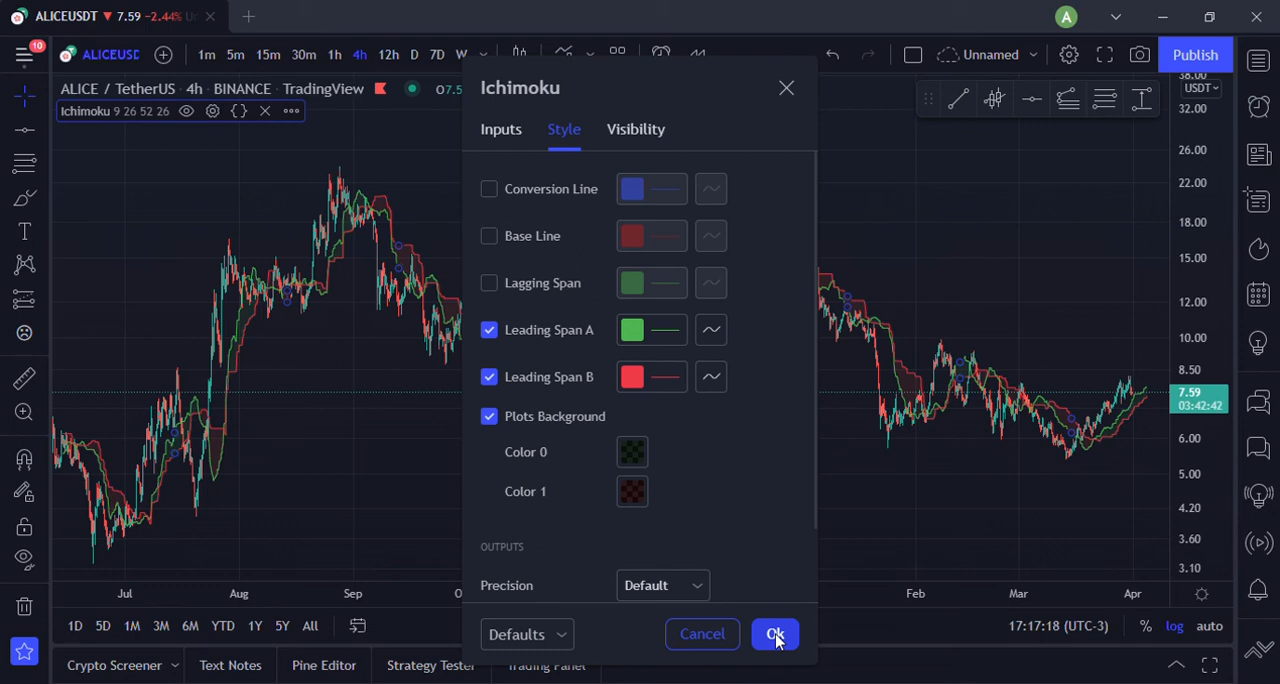 ALICEUSDT ▼ 7.59 −2.44%
A
10
ALICEUSD 1m 5m 15m 30m 1h 4h 12h D 7D W Unnamed Publish
ALICE / TetherUS · 4h · BINANCE · TradingView O7.5
Ichimoku 9 26 52 26
Ichimoku
Inputs Style Visibility
Conversion Line
Base Line
Lagging Span
Leading Span A
Leading Span B
Plots Background
Color 0
Color 1
OUTPUTS
Precision Default
Defaults Cancel Ok
38.00
USDT
32.00
26.00
22.00
18.00
15.00
12.00
10.00
8.50
7.59
03:42:42
6.00
5.00
4.20
3.60
3.10
Jul Aug Sep Feb Mar Apr
1D 5D 1M 3M 6M YTD 1Y 5Y All 17:17:18 (UTC-3) % log auto
Crypto Screener Text Notes Pine Editor Strategy Tester Trading Panel